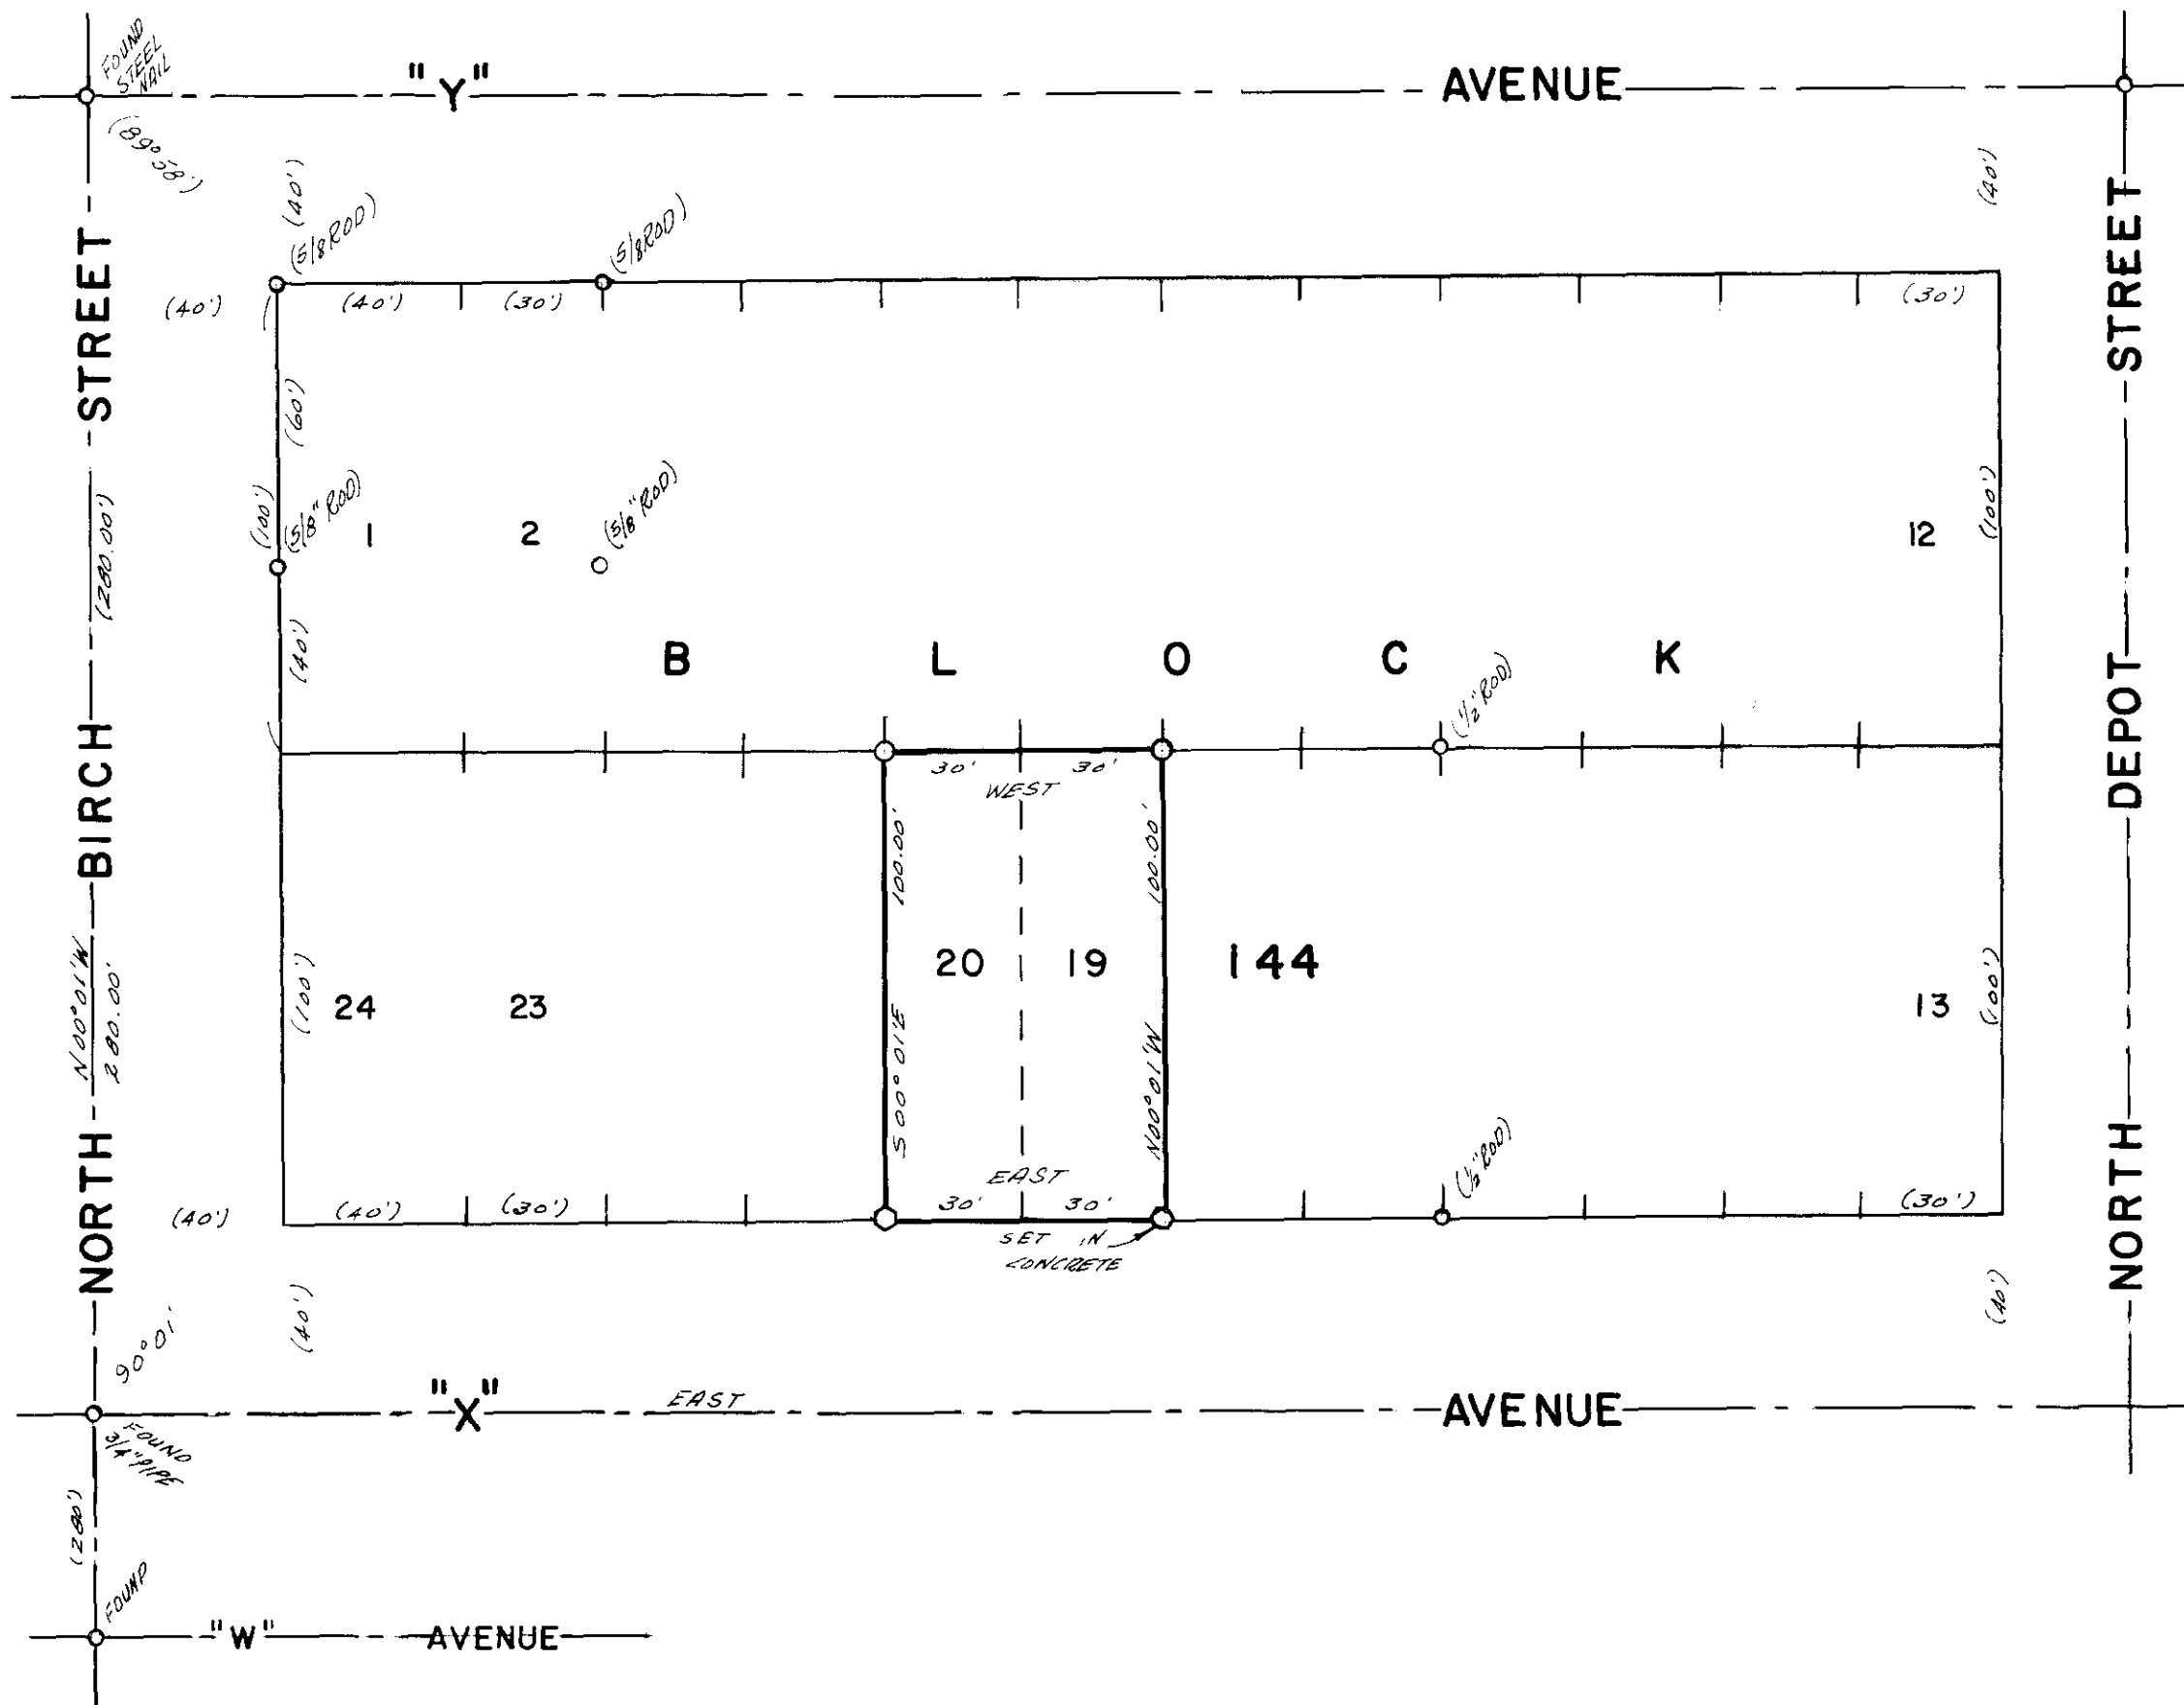 FOUND
STEEL
NAIL
"Y" AVENUE
(89°58')
(40')
(40')
(5/8 ROD)
(5/8 ROD)
(40')
(40')
(30')
(30')
STREET
STREET
(60')
(100')
(5/8" ROD)
(5/8" ROD)
(100')
(280.00')
1
2
12
(40')
B L O C K
(1/2" ROD)
BIRCH
DEPOT
30'
30'
WEST
100.00'
100.00'
N00°01'W
280.00'
(100')
24
23
20
19
144
13
(100')
S 00°01'E
N00°01'W
NORTH
NORTH
EAST
(1/2" ROD)
(40')
(40')
(30')
30'
30'
(30')
SET IN
CONCRETE
(40')
(40')
90°01'
"X" EAST AVENUE
FOUND
3/4" PIPE
(280')
FOUND
"W" AVENUE